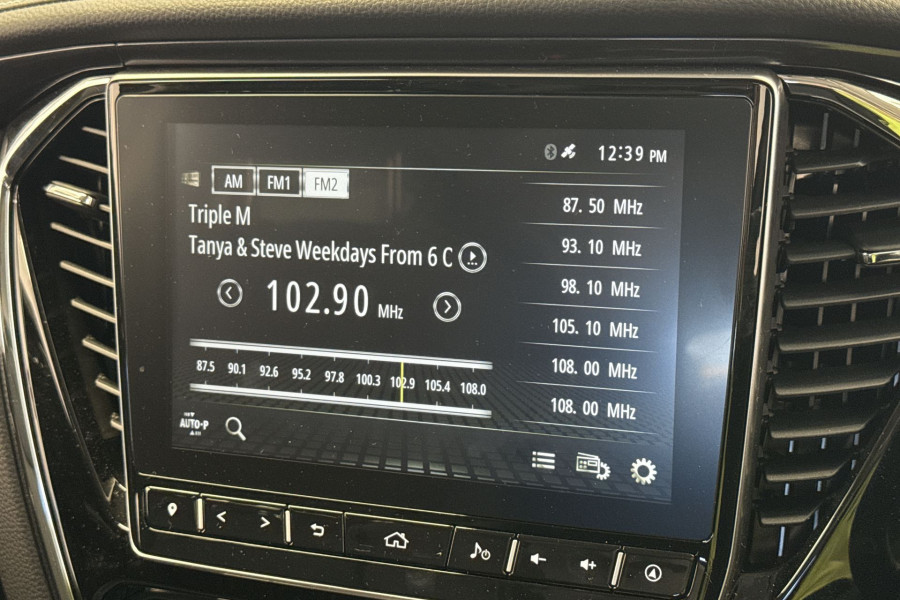 12:39 PM
AM FM1 FM2
Triple M
Tanya & Steve Weekdays From 6 C
102.90 MHz
87.5 90.1 92.6 95.2 97.8 100.3 102.9 105.4 108.0
AUTO-P
87.50 MHz
93.10 MHz
98.10 MHz
105.10 MHz
108.00 MHz
108.00 MHz